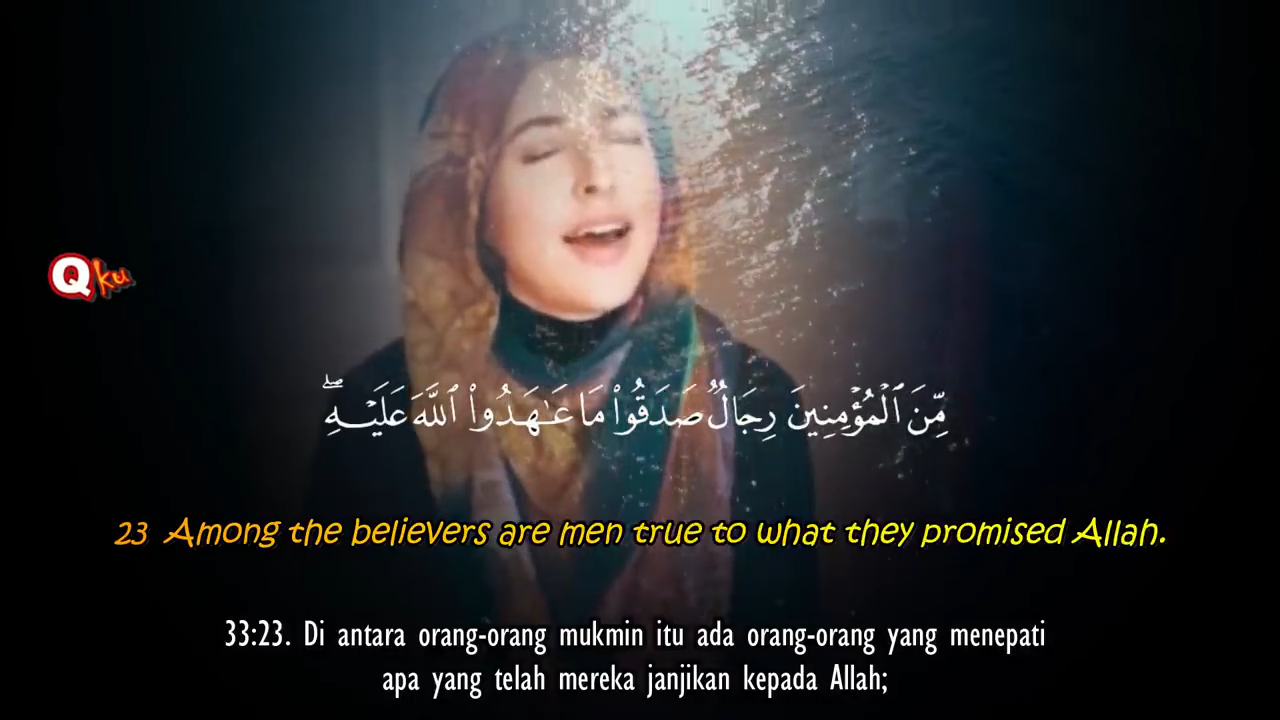 Qku
مِّنَ ٱلْمُؤْمِنِينَ رِجَالٌ صَدَقُوا۟ مَا عَـٰهَدُوا۟ ٱللَّهَ عَلَيْهِ ۖ
23 Among the believers are men true to what they promised Allah.
33:23. Di antara orang-orang mukmin itu ada orang-orang yang menepati
apa yang telah mereka janjikan kepada Allah;